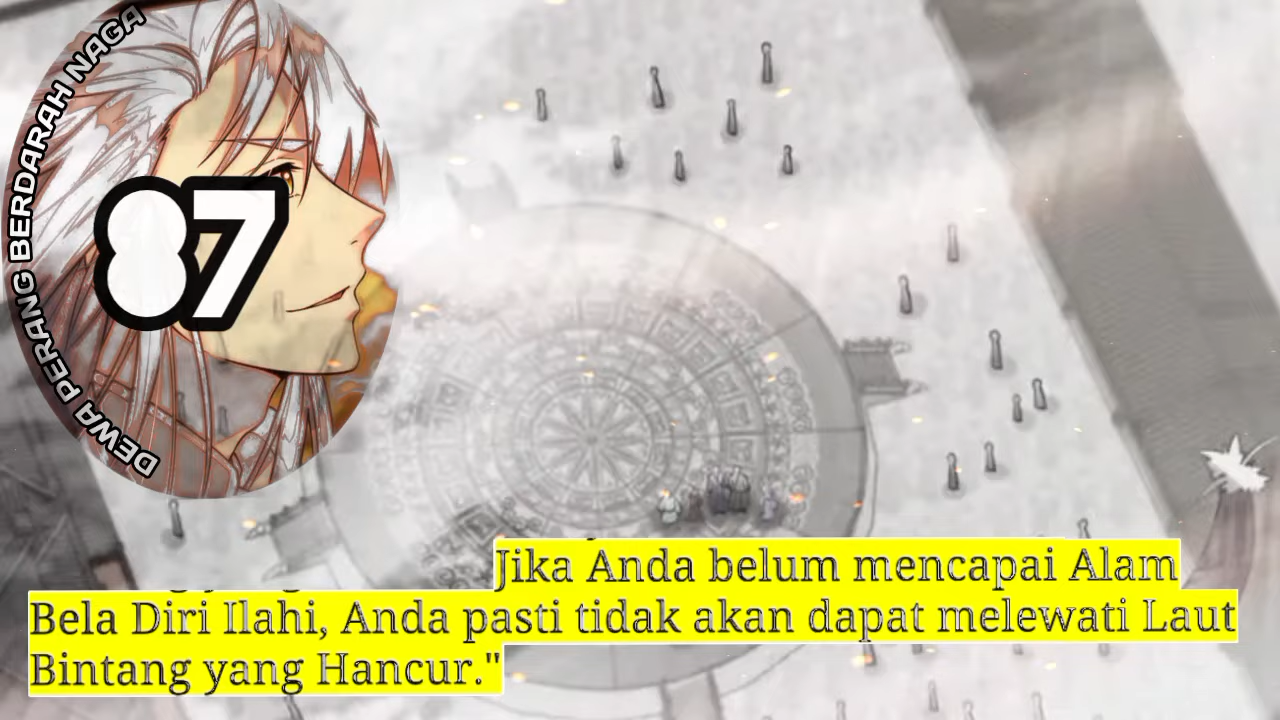 DEWA PERANG BERDARAH NAGA
87
Jika Anda belum mencapai Alam
Bela Diri Ilahi, Anda pasti tidak akan dapat melewati Laut
Bintang yang Hancur."